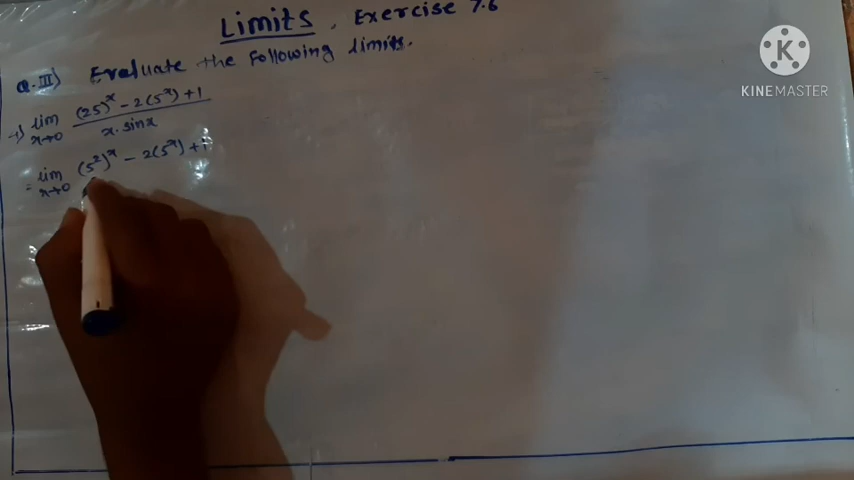 Limits. Exercise 7.6
Q.III) Evaluate the Following limits.
→) lim x→0 (25)^x - 2(5^x) + 1 / x. sinx
= lim x→0 (5^2)^x - 2(5^x) + 1
K
KINEMASTER